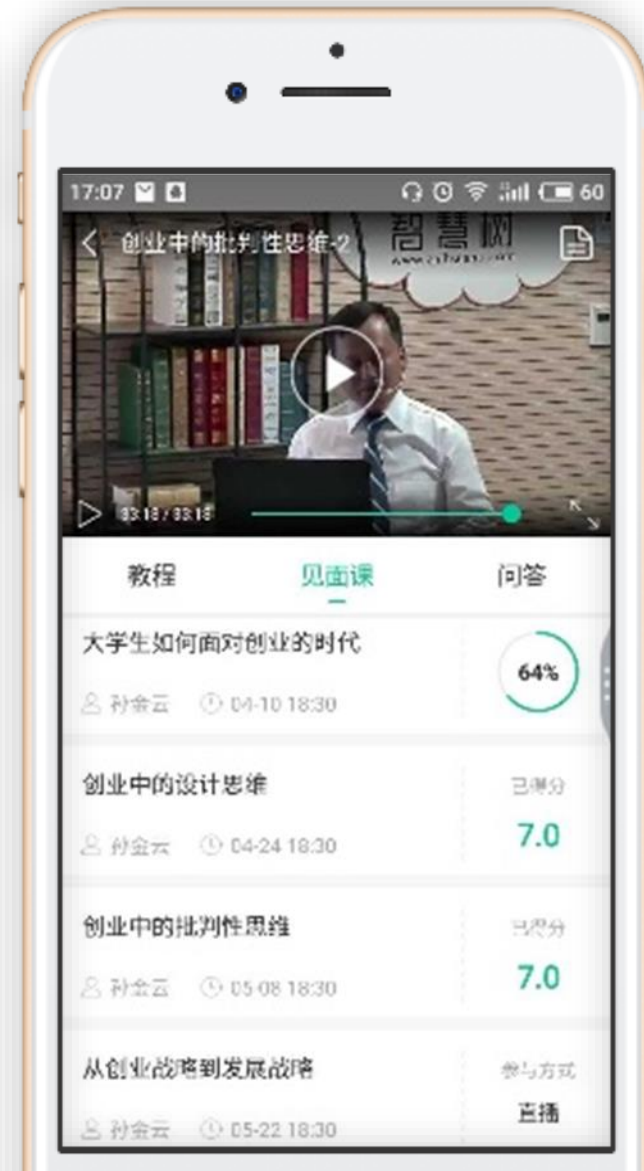 17:07
60
创业中的批判性思维-2
智慧树
83:18 / 83:18
教程
见面课
问答
大学生如何面对创业的时代
64%
孙金云
04-10 18:30
创业中的设计思维
已得分
孙金云
04-24 18:30
7.0
创业中的批判性思维
已得分
孙金云
05-08 18:30
7.0
从创业战略到发展战略
参与方式
孙金云
05-22 18:30
直播